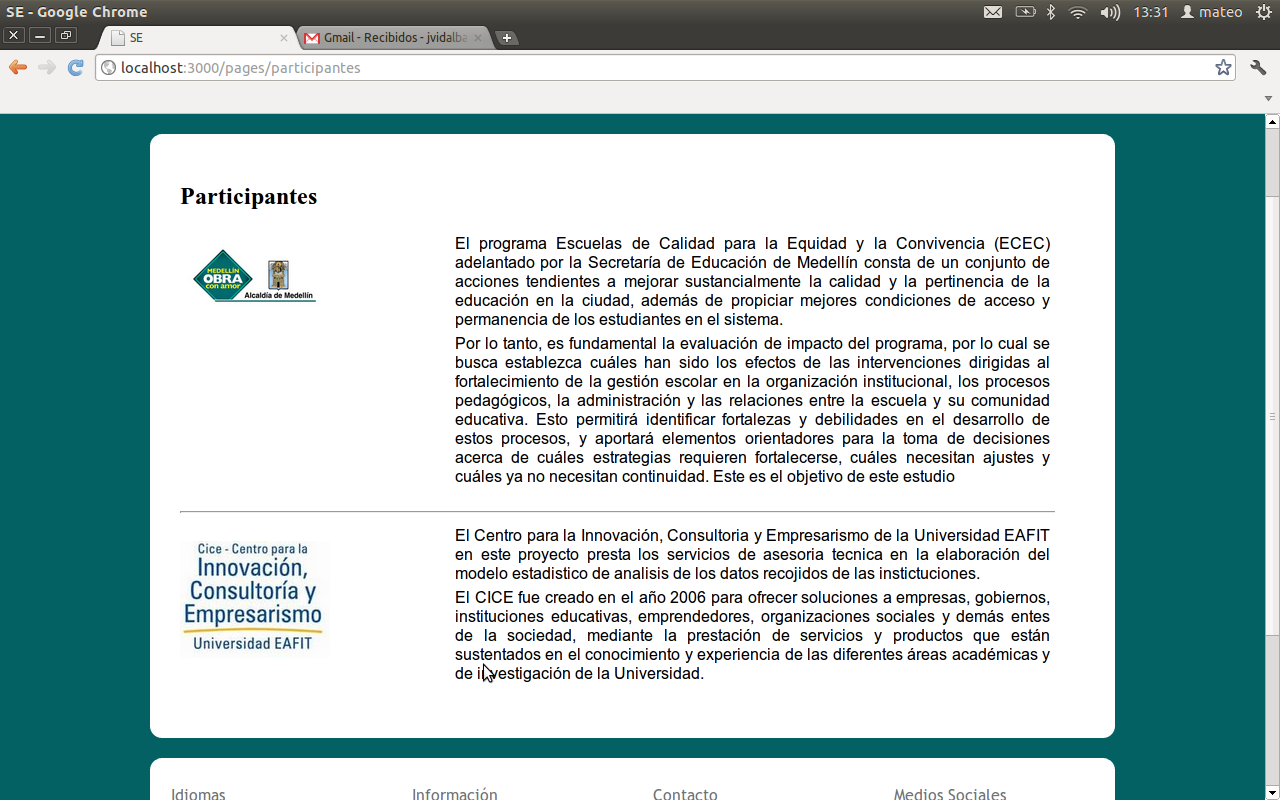 SE - Google Chrome
13:31 mateo
SE
Gmail - Recibidos - jvidalba
localhost:3000/pages/participantes
Participantes
MEDELLÍN
OBRA
con amor
Alcaldía de Medellín
El programa Escuelas de Calidad para la Equidad y la Convivencia (ECEC)
adelantado por la Secretaría de Educación de Medellín consta de un conjunto de
acciones tendientes a mejorar sustancialmente la calidad y la pertinencia de la
educación en la ciudad, además de propiciar mejores condiciones de acceso y
permanencia de los estudiantes en el sistema.
Por lo tanto, es fundamental la evaluación de impacto del programa, por lo cual se
busca establezca cuáles han sido los efectos de las intervenciones dirigidas al
fortalecimiento de la gestión escolar en la organización institucional, los procesos
pedagógicos, la administración y las relaciones entre la escuela y su comunidad
educativa. Esto permitirá identificar fortalezas y debilidades en el desarrollo de
estos procesos, y aportará elementos orientadores para la toma de decisiones
acerca de cuáles estrategias requieren fortalecerse, cuáles necesitan ajustes y
cuáles ya no necesitan continuidad. Este es el objetivo de este estudio
Cice - Centro para la
Innovación,
Consultoría y
Empresarismo
Universidad EAFIT
El Centro para la Innovación, Consultoria y Empresarismo de la Universidad EAFIT
en este proyecto presta los servicios de asesoria tecnica en la elaboración del
modelo estadistico de analisis de los datos recojidos de las instictuciones.
El CICE fue creado en el año 2006 para ofrecer soluciones a empresas, gobiernos,
instituciones educativas, emprendedores, organizaciones sociales y demás entes
de la sociedad, mediante la prestación de servicios y productos que están
sustentados en el conocimiento y experiencia de las diferentes áreas académicas y
de investigación de la Universidad.
Idiomas Información Contacto Medios Sociales